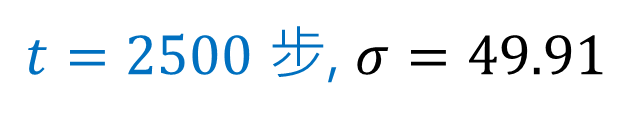 t = 2500 步, σ = 49.91